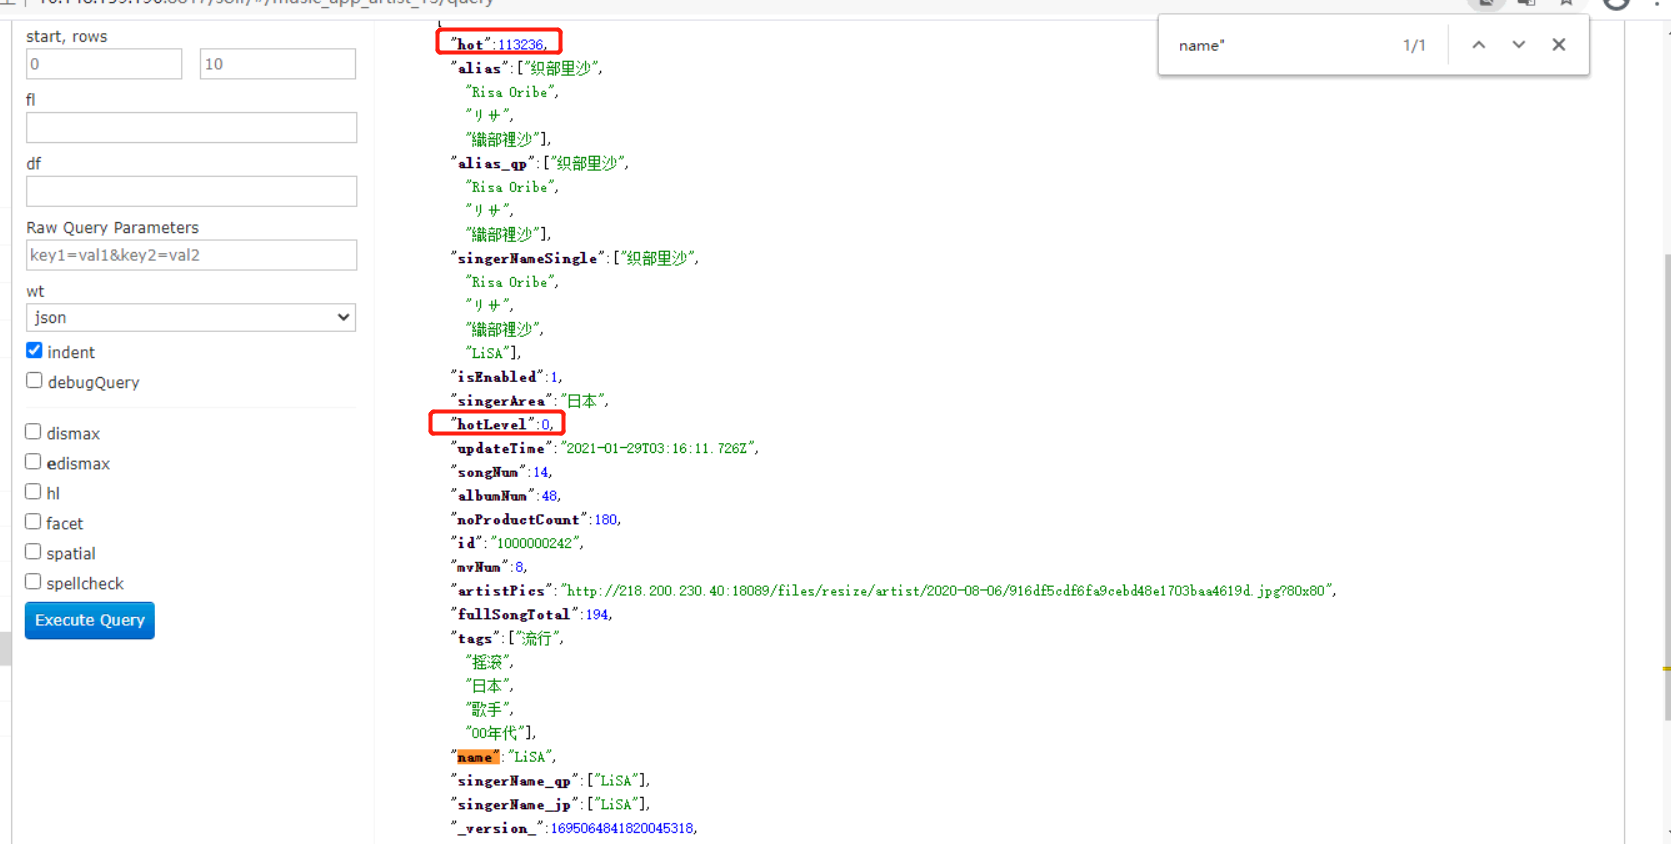 start, rows
0
10
fl
df
Raw Query Parameters
key1=val1&key2=val2
wt
json
indent
debugQuery
dismax
edismax
hl
facet
spatial
spellcheck
Execute Query
"hot":113236,
"alias":["织部里沙",
"Risa Oribe",
"リサ",
"織部裡沙"],
"alias_qp":["织部里沙",
"Risa Oribe",
"リサ",
"織部裡沙"],
"singerNameSingle":["织部里沙",
"Risa Oribe",
"リサ",
"織部裡沙",
"LiSA"],
"isEnabled":1,
"singerArea":"日本",
"hotLevel":0,
"updateTime":"2021-01-29T03:16:11.726Z",
"songNum":14,
"albumNum":48,
"noProductCount":180,
"id":"1000000242",
"mvNum":8,
"artistPics":"http://218.200.230.40:18089/files/resize/artist/2020-08-06/916df5cdf6fa9cebd48e1703baa4619d.jpg?80x80",
"fullSongTotal":194,
"tags":["流行",
"摇滚",
"日本",
"歌手",
"00年代"],
"name":"LiSA",
"singerName_qp":["LiSA"],
"singerName_jp":["LiSA"],
"_version_":1695064841820045318,
name"
1/1